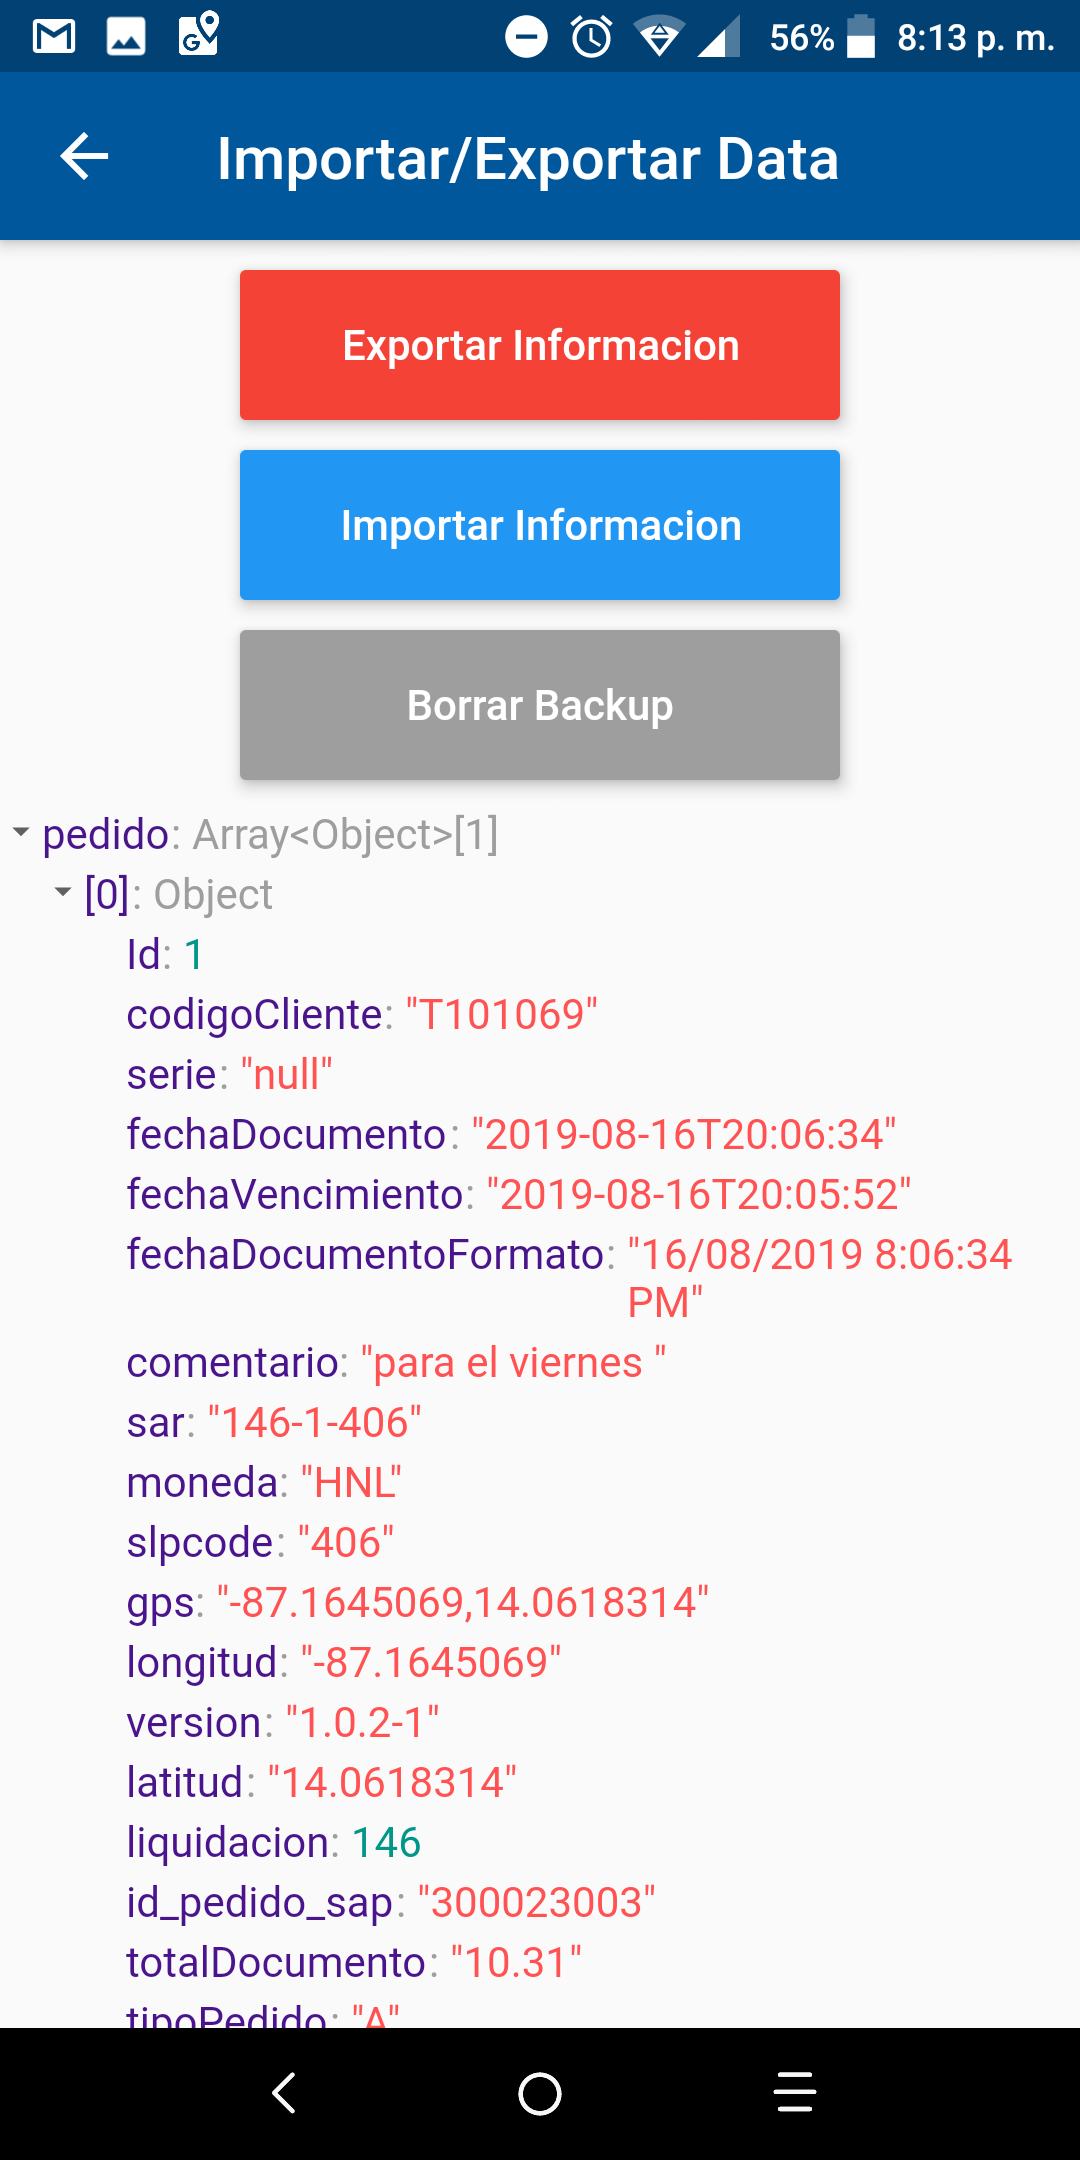 56% 8:13 p. m.
Importar/Exportar Data
Exportar Informacion
Importar Informacion
Borrar Backup
pedido: Array<Object>[1]
[0]: Object
Id: 1
codigoCliente: "T101069"
serie: "null"
fechaDocumento: "2019-08-16T20:06:34"
fechaVencimiento: "2019-08-16T20:05:52"
fechaDocumentoFormato: "16/08/2019 8:06:34
PM"
comentario: "para el viernes "
sar: "146-1-406"
moneda: "HNL"
slpcode: "406"
gps: "-87.1645069,14.0618314"
longitud: "-87.1645069"
version: "1.0.2-1"
latitud: "14.0618314"
liquidacion: 146
id_pedido_sap: "300023003"
totalDocumento: "10.31"
tipoPedido: "A"